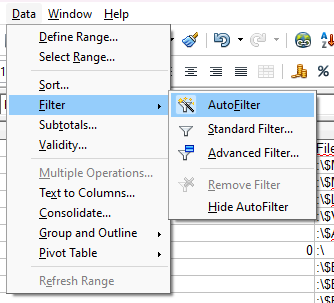 Data Window Help
Define Range...
Select Range...
Sort...
Filter
AutoFilter
Subtotals...
Standard Filter...
Validity...
Advanced Filter...
Multiple Operations...
Remove Filter
Text to Columns...
Hide AutoFilter
Consolidate...
Group and Outline
Pivot Table
0 :\
Refresh Range